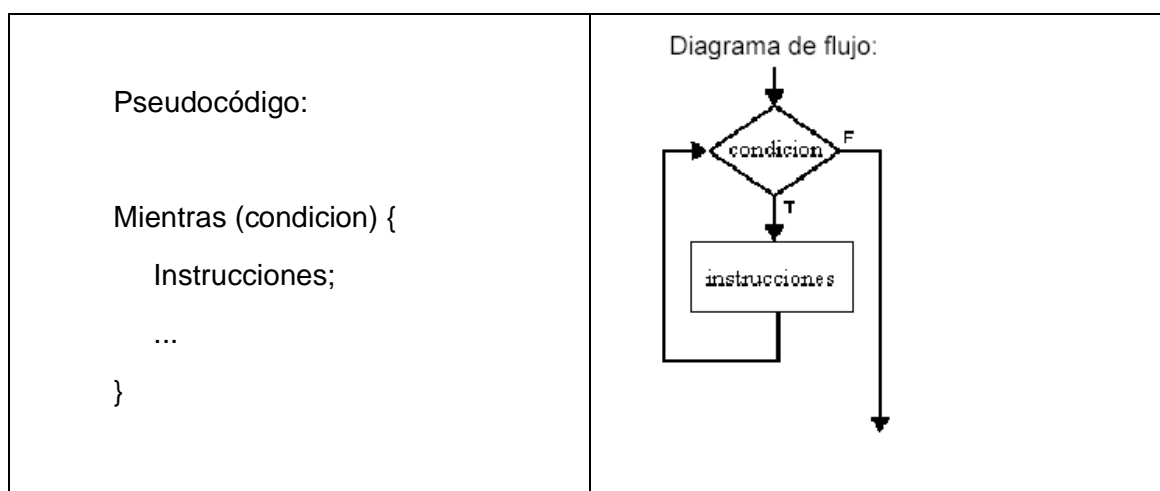 Pseudocódigo:
Mientras (condicion) {
Instrucciones;
...
}
Diagrama de flujo:
condicion
F
T
instrucciones